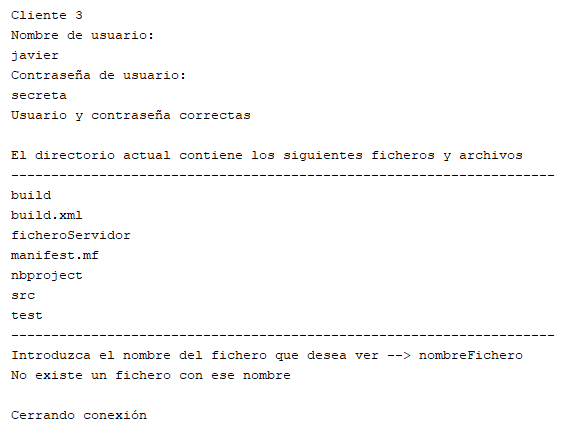 Cliente 3
Nombre de usuario:
javier
Contraseña de usuario:
secreta
Usuario y contraseña correctas
El directorio actual contiene los siguientes ficheros y archivos
--------------------------------------------------------------------
build
build.xml
ficheroServidor
manifest.mf
nbproject
src
test
--------------------------------------------------------------------
Introduzca el nombre del fichero que desea ver --> nombreFichero
No existe un fichero con ese nombre
Cerrando conexión